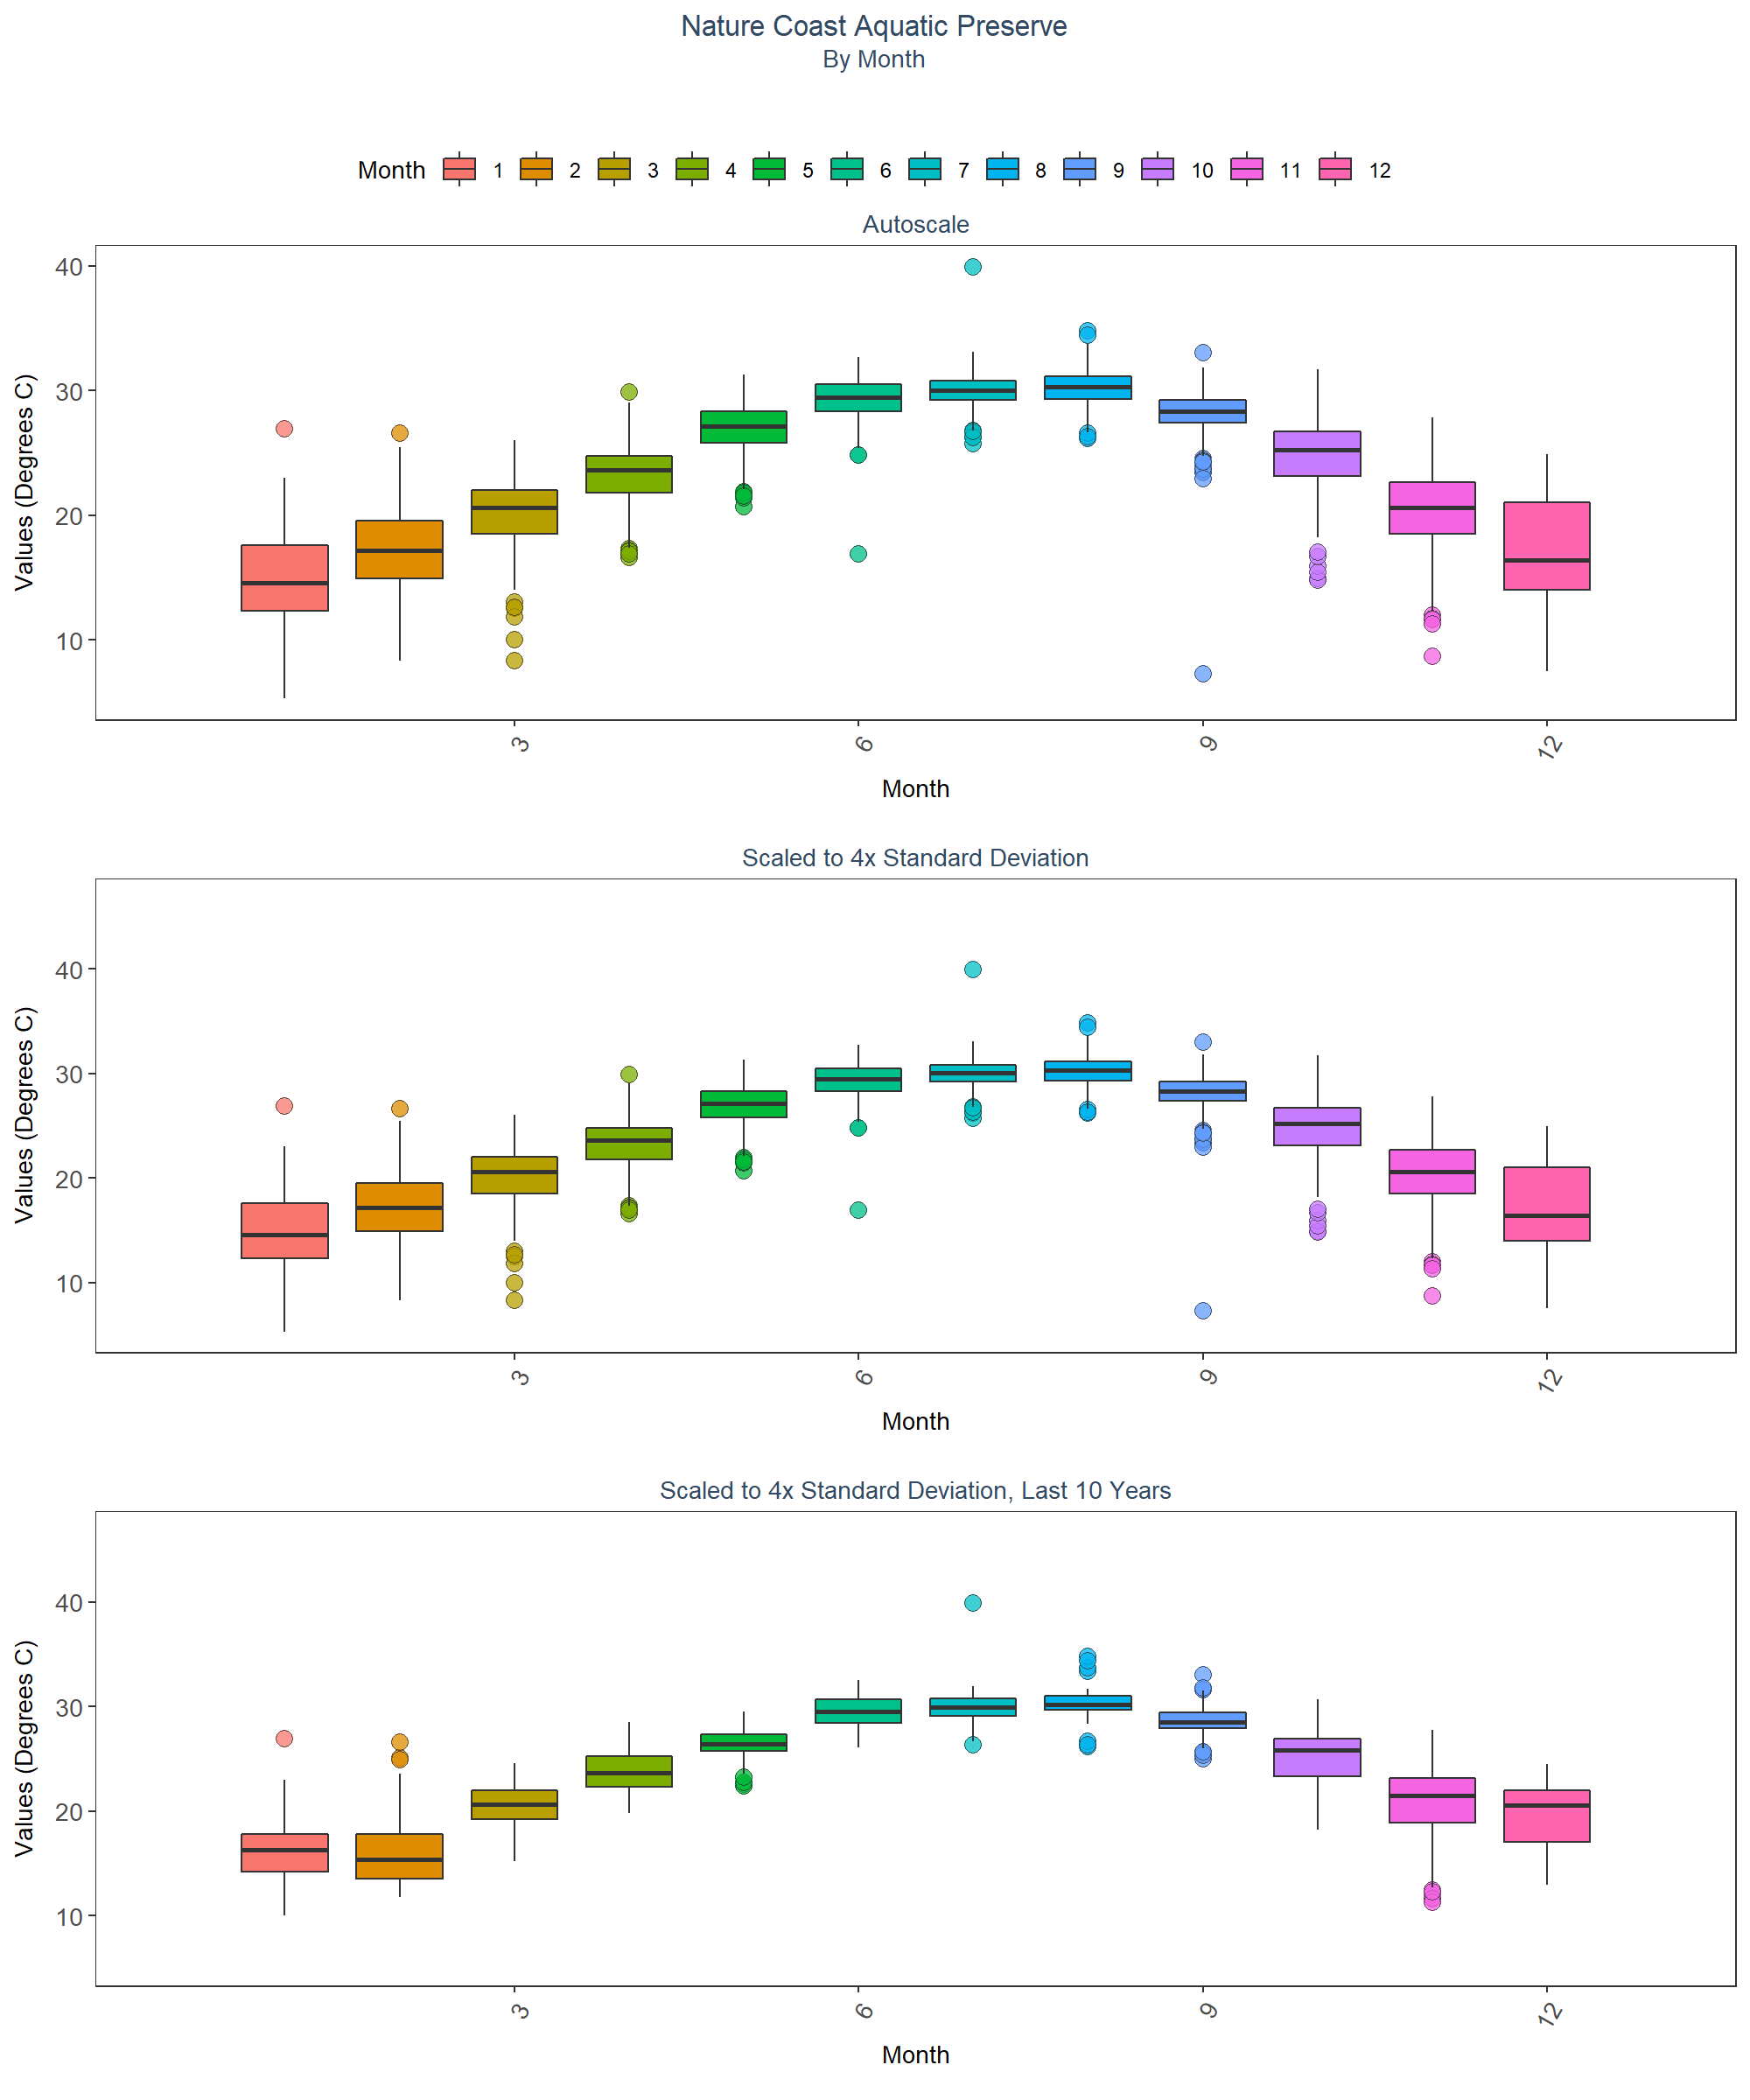 Nature Coast Aquatic Preserve
By Month
Month 1 2 3 4 5 6 7 8 9 10 11 12
Autoscale
Values (Degrees C)
40
30
20
10
3 6 9 12
Month
Scaled to 4x Standard Deviation
Values (Degrees C)
40
30
20
10
3 6 9 12
Month
Scaled to 4x Standard Deviation, Last 10 Years
Values (Degrees C)
40
30
20
10
3 6 9 12
Month